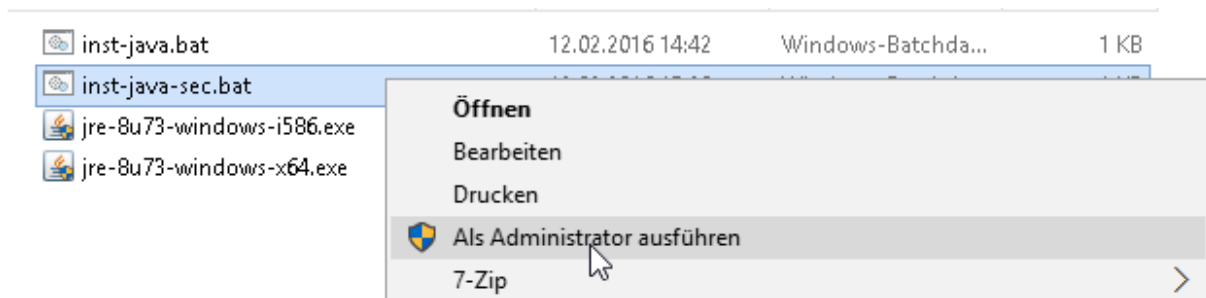 inst-java.bat 12.02.2016 14:42 Windows-Batchda... 1 KB
inst-java-sec.bat
Öffnen
jre-8u73-windows-i586.exe
Bearbeiten
jre-8u73-windows-x64.exe
Drucken
Als Administrator ausführen
7-Zip